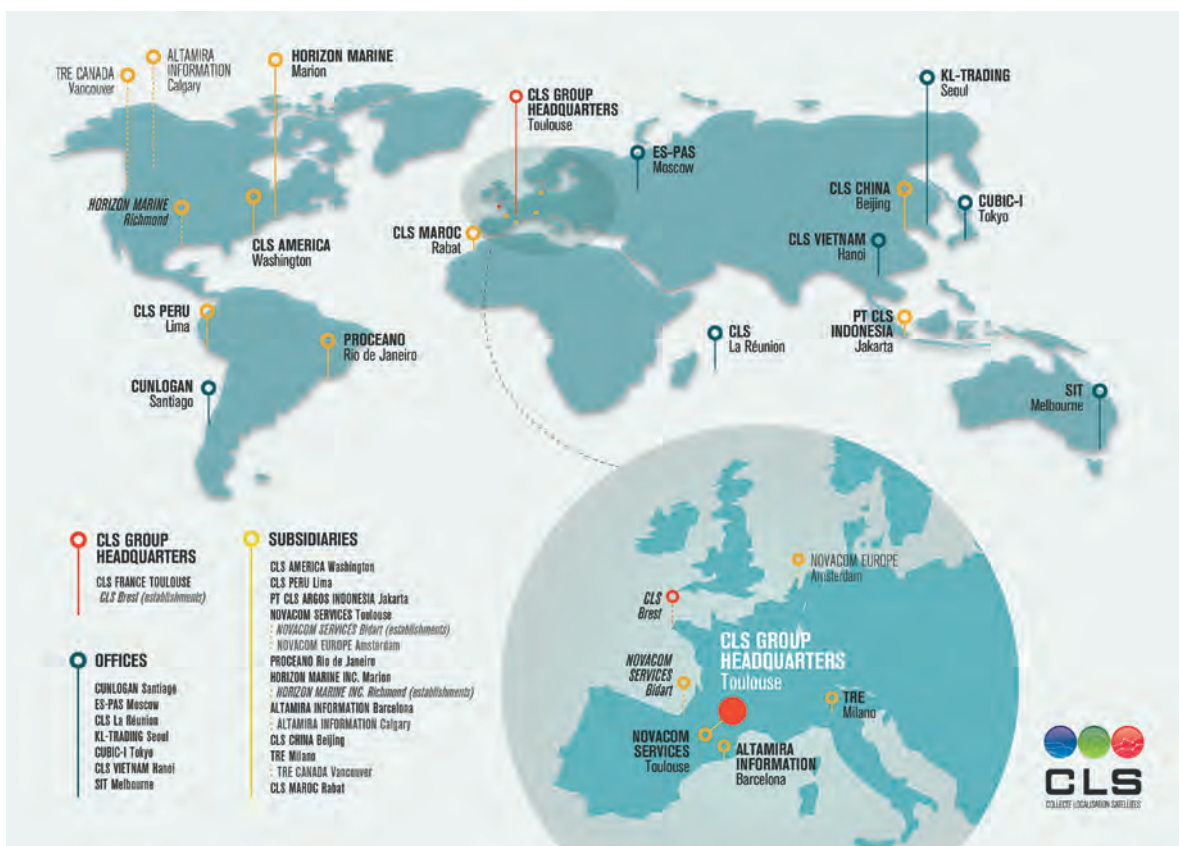 TRE CANADA
Vancouver
ALTAMIRA
INFORMATION
Calgary
HORIZON MARINE
Marion
CLS GROUP
HEADQUARTERS
Toulouse
KL-TRADING
Seoul
ES-PAS
Moscow
HORIZON MARINE
Richmond
CLS AMERICA
Washington
CLS MAROC
Rabat
CLS CHINA
Beijing
CUBIC-I
Tokyo
CLS VIETNAM
Hanoi
CLS PERU
Lima
PROCEANO
Rio de Janeiro
CLS
La Réunion
PT CLS
INDONESIA
Jakarta
CUNLOGAN
Santiago
SIT
Melbourne
CLS GROUP
HEADQUARTERS
CLS FRANCE TOULOUSE
CLS Brest (establishments)
OFFICES
CUNLOGAN Santiago
ES-PAS Moscow
CLS La Réunion
KL-TRADING Seoul
CUBIC-I Tokyo
CLS VIETNAM Hanoi
SIT Melbourne
SUBSIDIARIES
CLS AMERICA Washington
CLS PERU Lima
PT CLS ARGOS INDONESIA Jakarta
NOVACOM SERVICES Toulouse
NOVACOM SERVICES Bidart (establishments)
NOVACOM EUROPE Amsterdam
PROCEANO Rio de Janeiro
HORIZON MARINE INC. Marion
HORIZON MARINE INC. Richmond (establishments)
ALTAMIRA INFORMATION Barcelona
ALTAMIRA INFORMATION Calgary
CLS CHINA Beijing
TRE Milano
TRE CANADA Vancouver
CLS MAROC Rabat
NOVACOM EUROPE
Amsterdam
CLS
Brest
CLS GROUP
HEADQUARTERS
Toulouse
NOVACOM
SERVICES
Bidart
TRE
Milano
NOVACOM
SERVICES
Toulouse
ALTAMIRA
INFORMATION
Barcelona
CLS
COLLECTE LOCALISATION SATELLITES